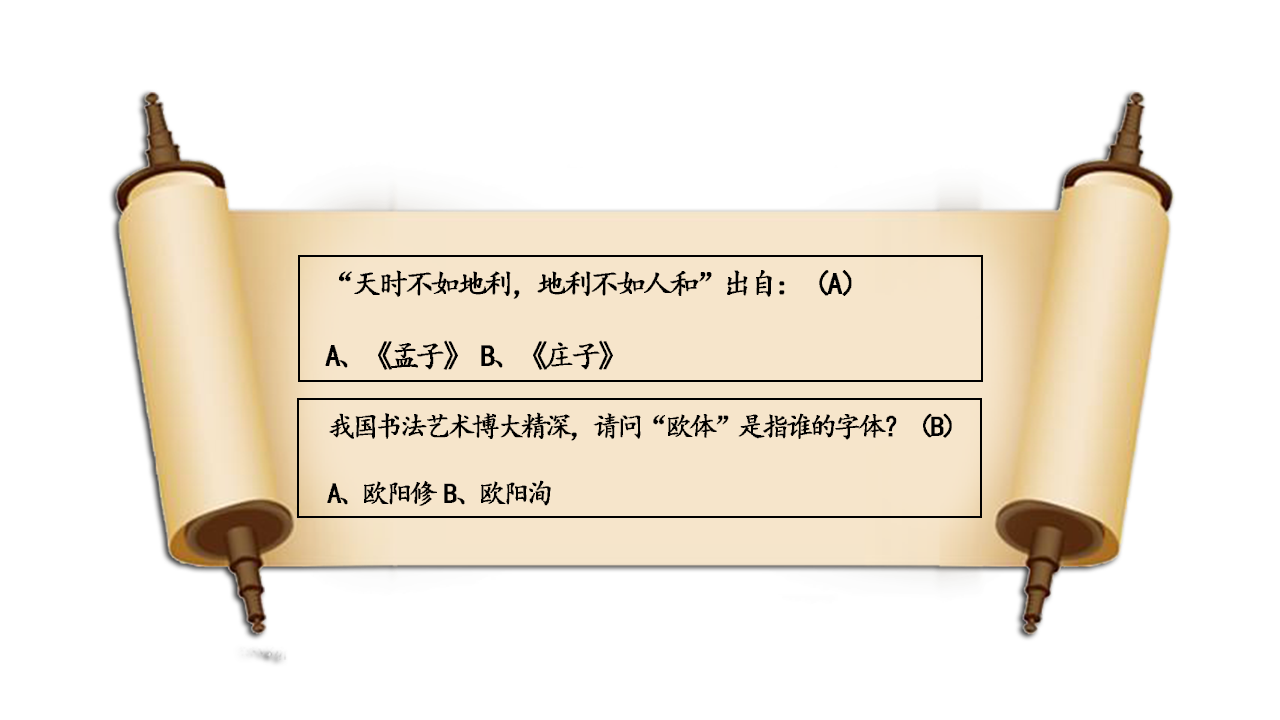 “天时不如地利，地利不如人和”出自：（A）
A、《孟子》 B、《庄子》
我国书法艺术博大精深，请问“欧体”是指谁的字体？（B）
A、欧阳修 B、欧阳洵